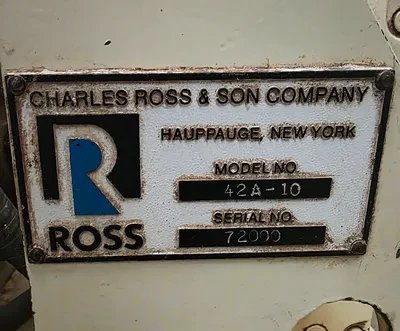 CHARLES ROSS & SON COMPANY
HAUPPAUGE, NEW YORK
MODEL NO
42A-10
SERIAL NO.
72000
R
ROSS